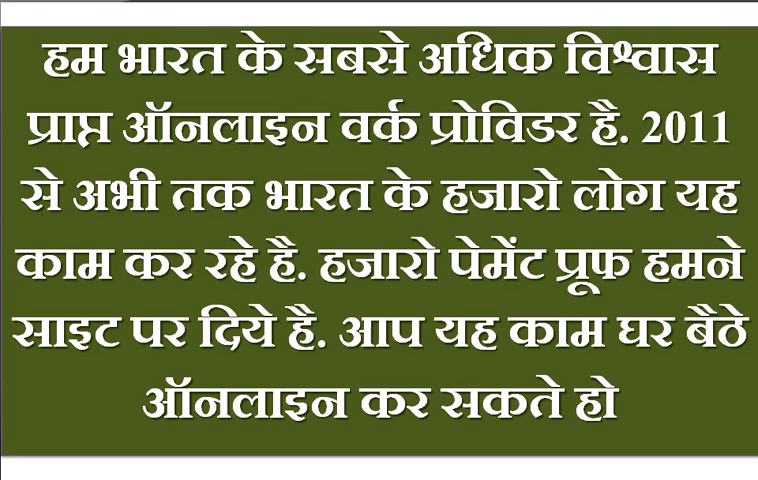 हम भारत के सबसे अधिक विश्वास
प्राप्त ऑनलाइन वर्क प्रोविडर है. 2011
से अभी तक भारत के हजारो लोग यह
काम कर रहे है. हजारो पेमेंट प्रूफ हमने
साइट पर दिये है. आप यह काम घर बैठे
ऑनलाइन कर सकते हो